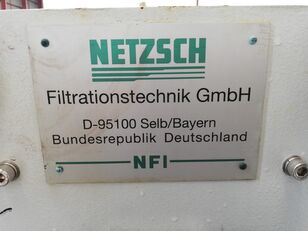 NETZSCH
Filtrationstechnik GmbH
D-95100 Selb/Bayern
Bundesrepublik Deutschland
NFI